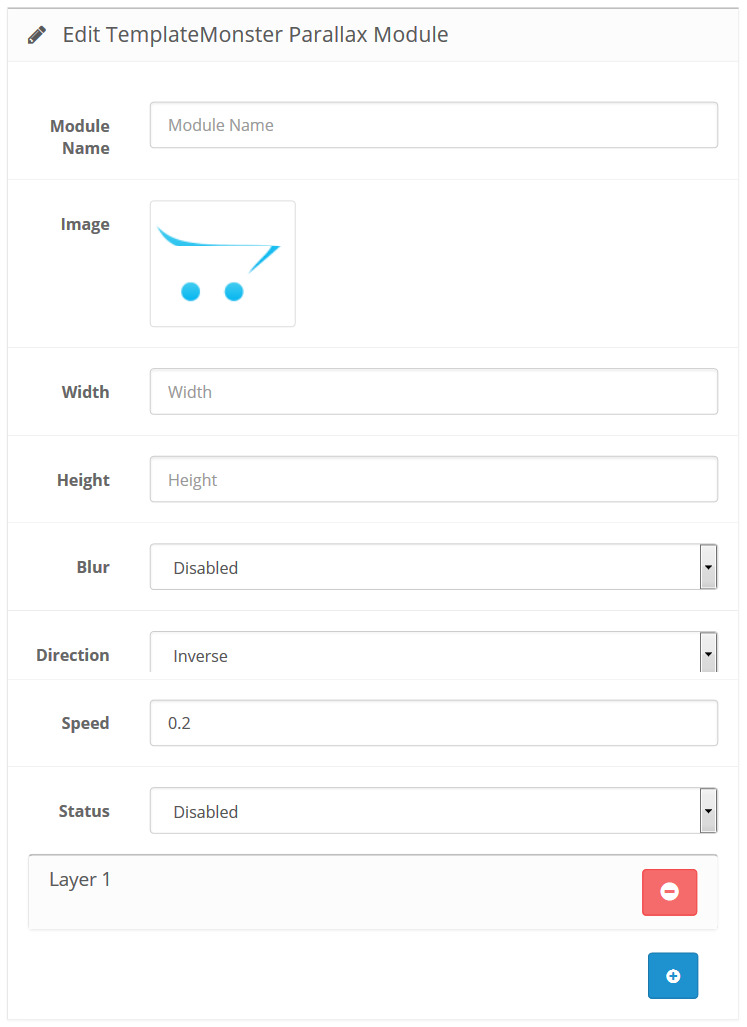 Edit TemplateMonster Parallax Module
Module
Name
Module Name
Image
Width
Width
Height
Height
Blur
Disabled
Direction
Inverse
Speed
0.2
Status
Disabled
Layer 1